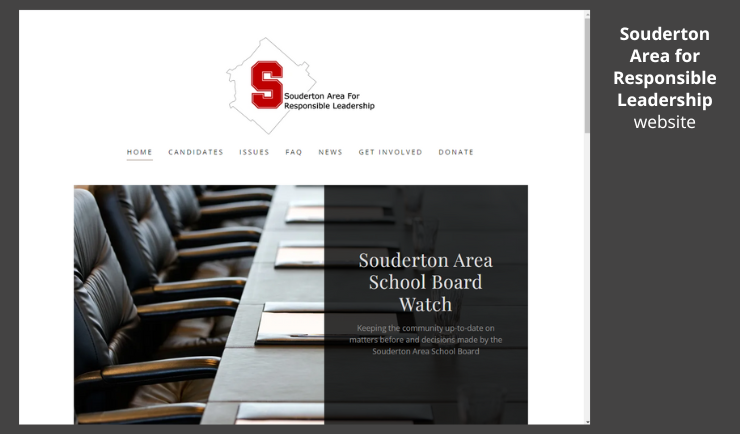 S
Souderton Area For
Responsible Leadership
HOME CANDIDATES ISSUES FAQ NEWS GET INVOLVED DONATE
Souderton Area
School Board
Watch
Keeping the community up-to-date on
matters before and decisions made by the
Souderton Area School Board
Souderton
Area for
Responsible
Leadership
website